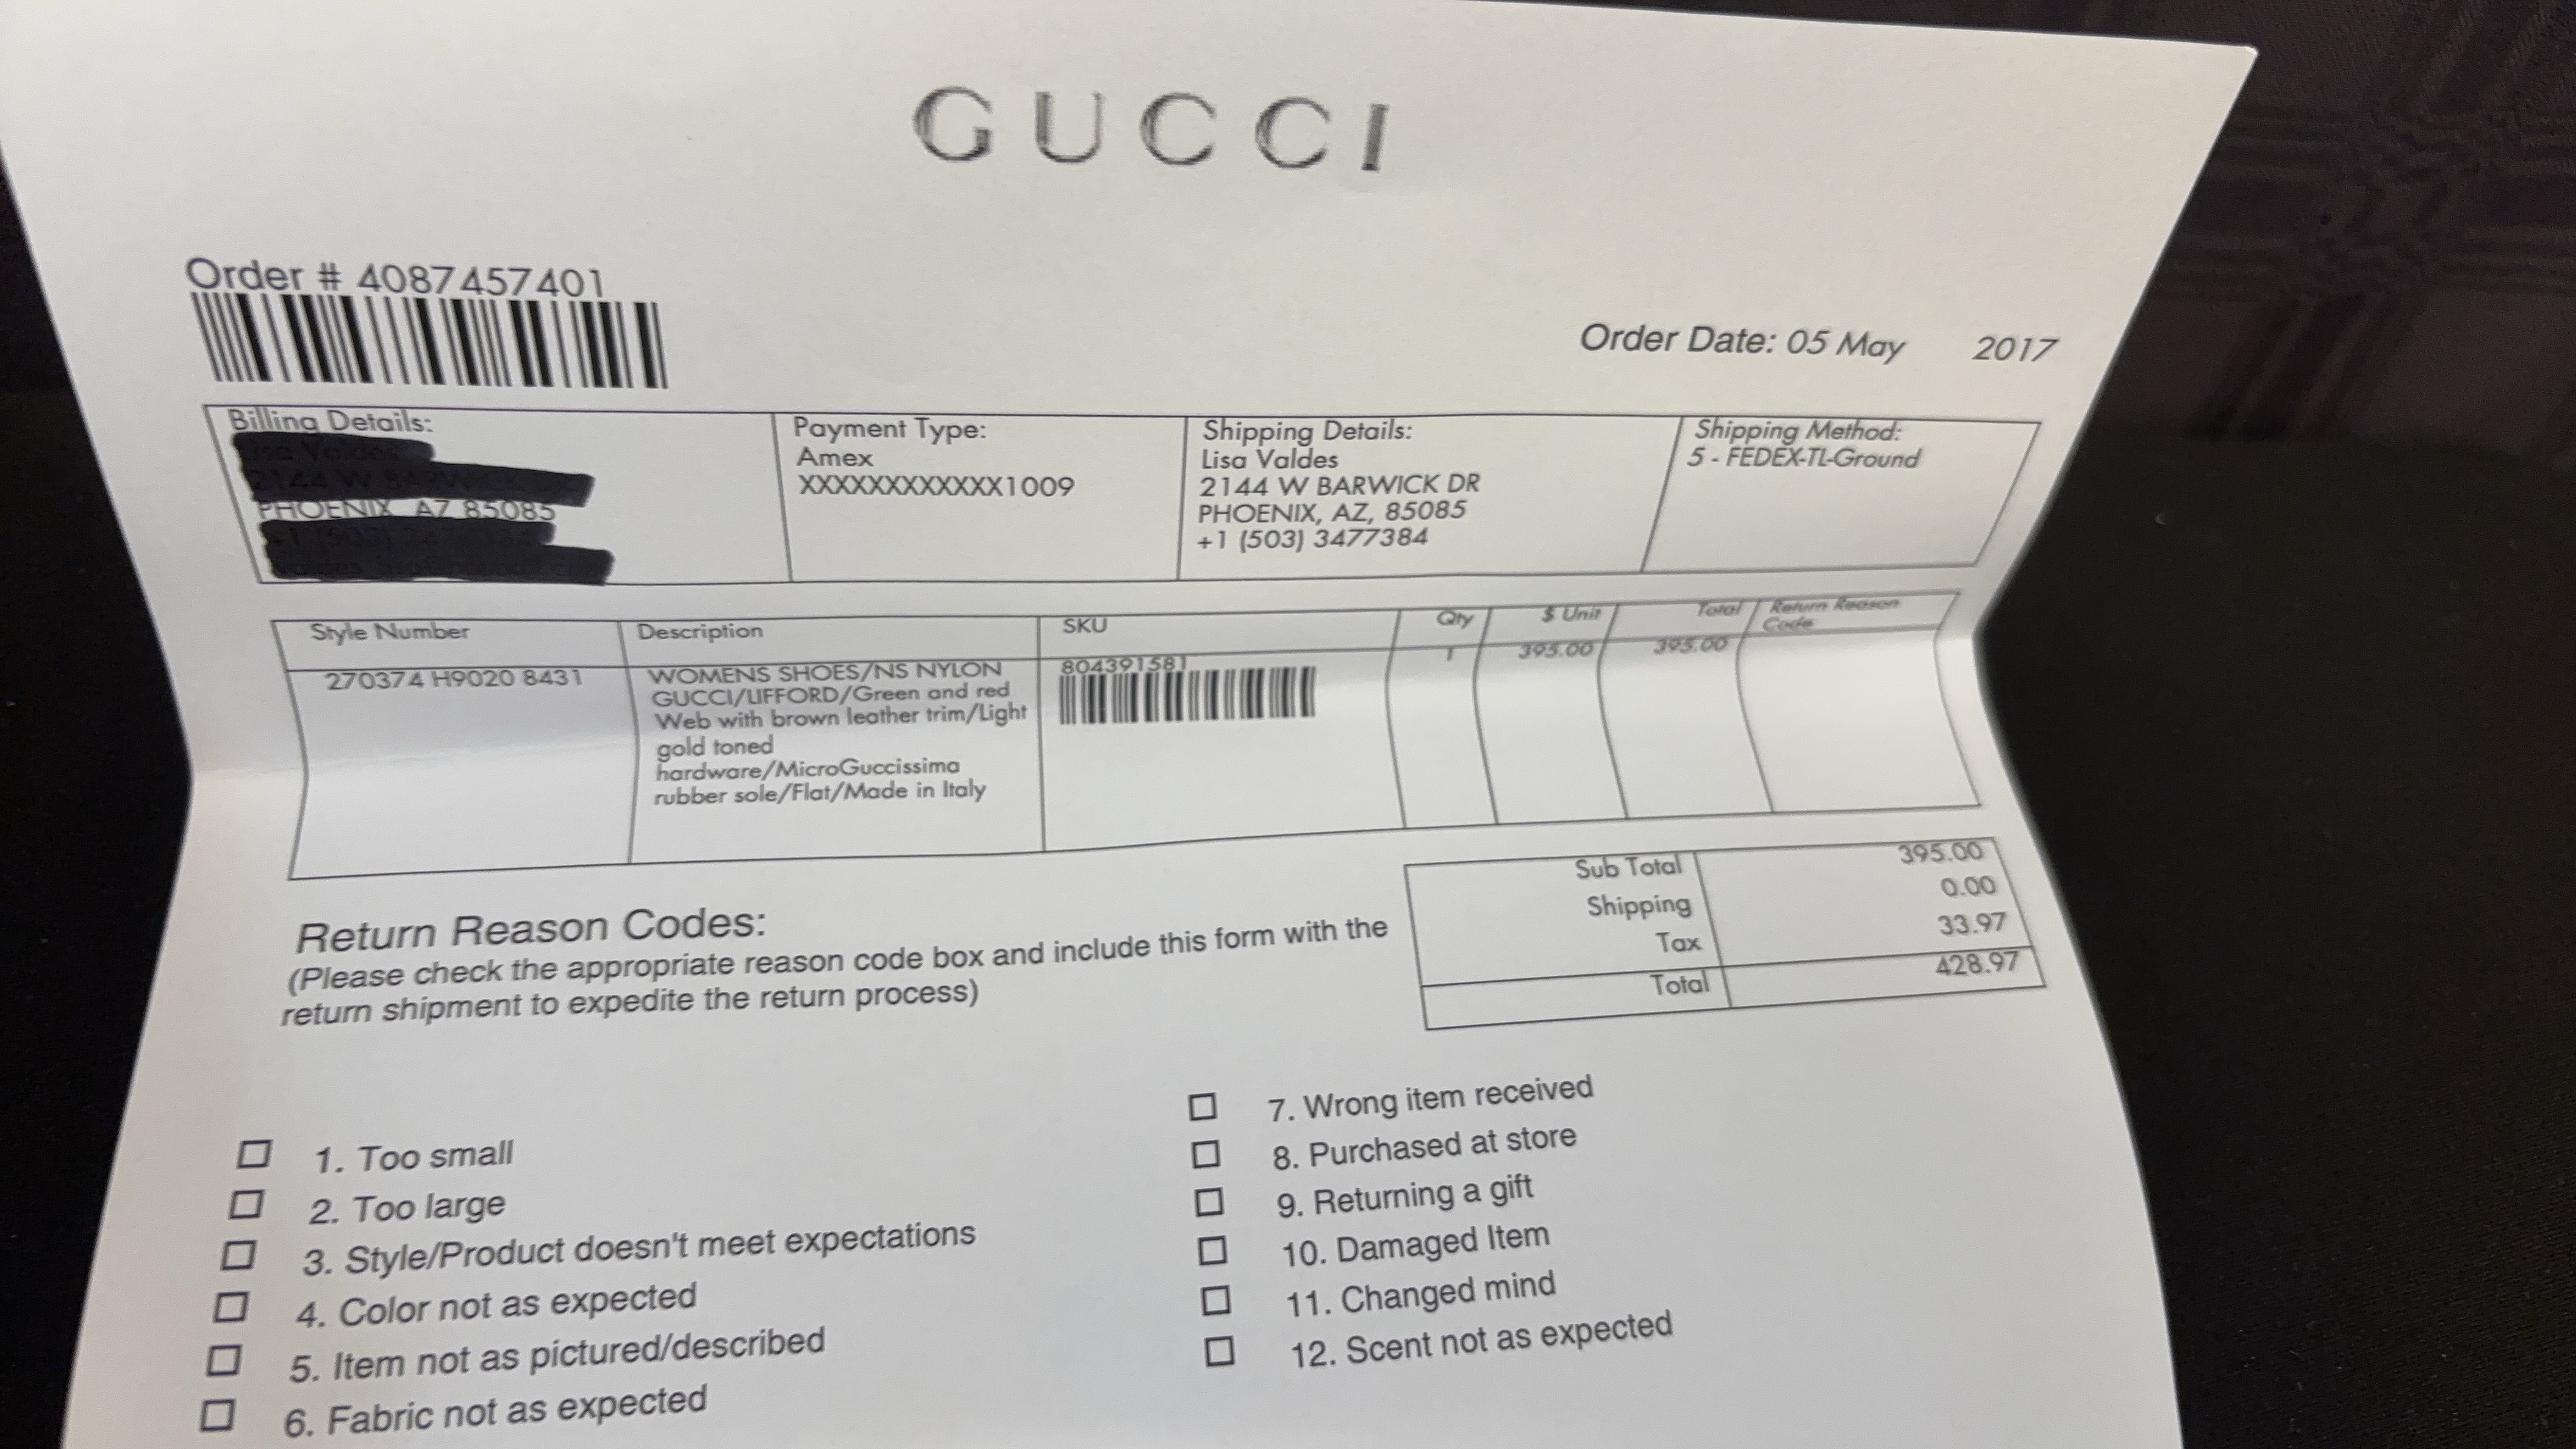 GUCCI
Order # 4087457401
Order Date: 05 May 2017
Billing Details:
PHOENIX, AZ 85085
Payment Type:
Amex
XXXXXXXXXXXX1009
Shipping Details:
Lisa Valdes
2144 W BARWICK DR
PHOENIX, AZ, 85085
+1 (503) 3477384
Shipping Method:
5 - FEDEX-TL-Ground
Style Number Description SKU Qty $ Unit Total Return Reason
Code
270374 H9020 8431
WOMENS SHOES/NS NYLON
GUCCI/LIFFORD/Green and red
Web with brown leather trim/Light
gold toned
hardware/MicroGuccissima
rubber sole/Flat/Made in Italy
804391581
1 395.00 395.00
Sub Total 395.00
Shipping 0.00
Tax 33.97
Total 428.97
Return Reason Codes:
(Please check the appropriate reason code box and include this form with the
return shipment to expedite the return process)
1. Too small
2. Too large
3. Style/Product doesn't meet expectations
4. Color not as expected
5. Item not as pictured/described
6. Fabric not as expected
7. Wrong item received
8. Purchased at store
9. Returning a gift
10. Damaged Item
11. Changed mind
12. Scent not as expected